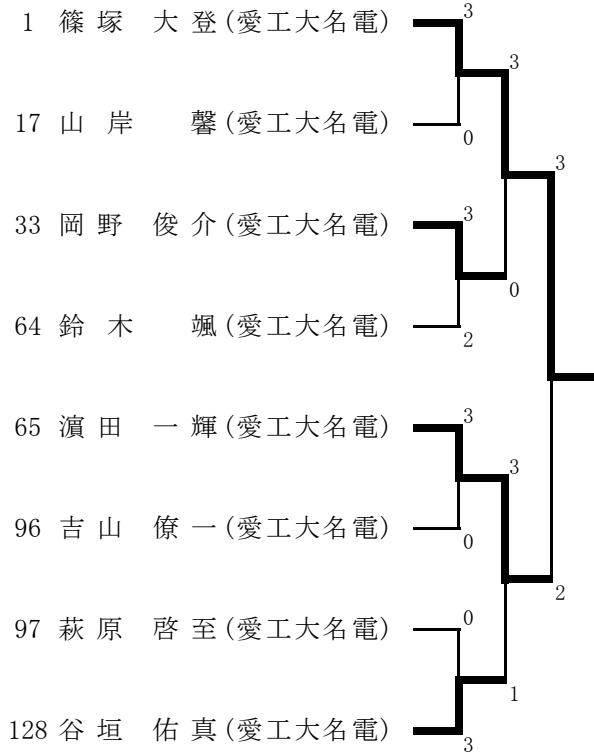 1 篠塚 大登(愛工大名電)
3
3
17 山岸 馨(愛工大名電)
0
3
33 岡野 俊介(愛工大名電)
3
0
64 鈴木 颯(愛工大名電)
2
65 濵田 一輝(愛工大名電)
3
3
96 吉山 僚一(愛工大名電)
0
2
97 萩原 啓至(愛工大名電)
0
1
128 谷垣 佑真(愛工大名電)
3